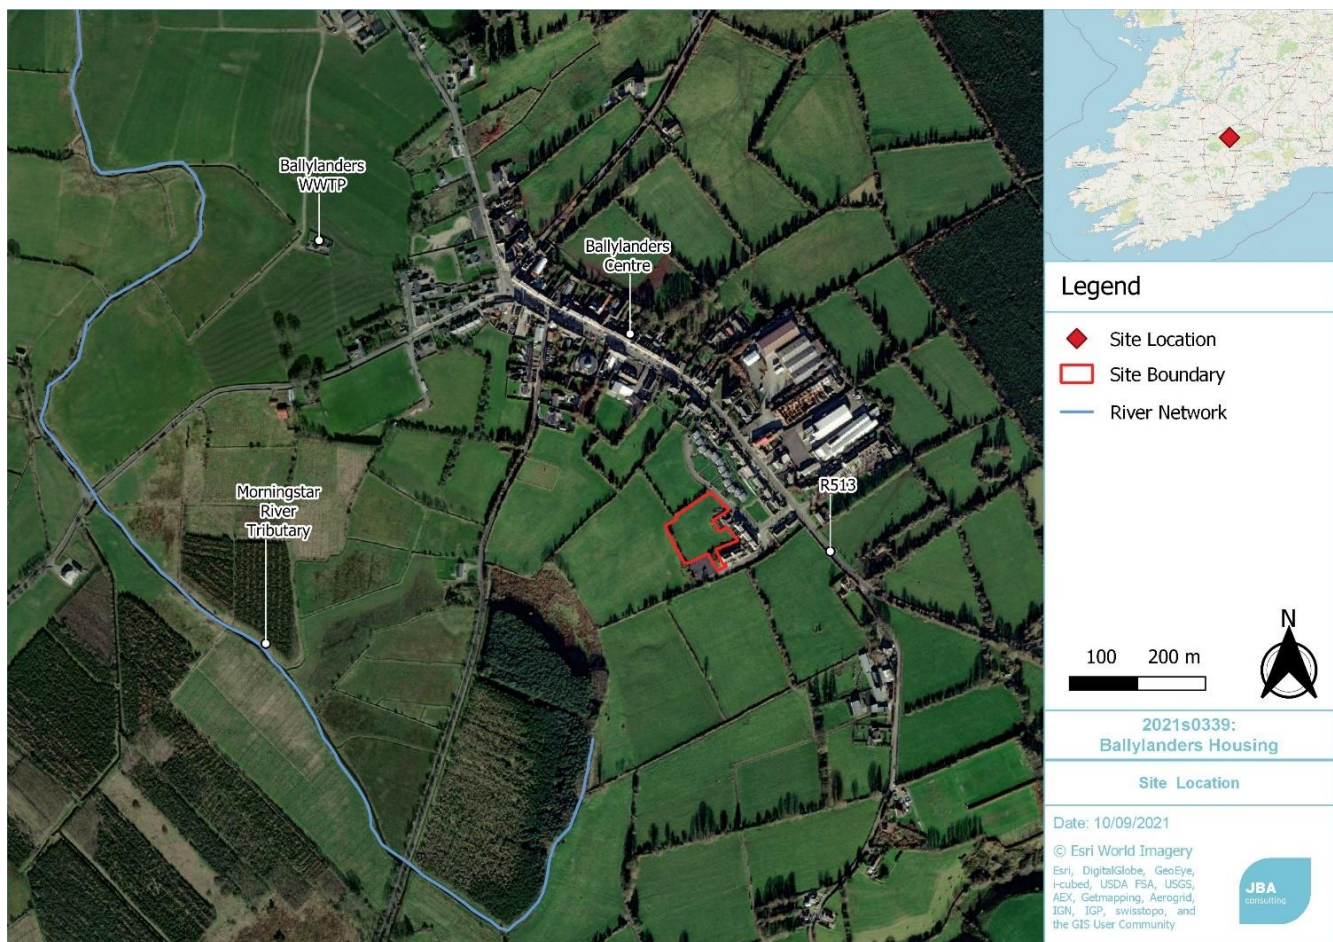 Ballylanders
WWTP
Ballylanders
Centre
R513
Morningstar
River
Tributary
Legend
Site Location
Site Boundary
River Network
N
100 200 m
2021s0339:
Ballylanders Housing
Site Location
Date: 10/09/2021
© Esri World Imagery
Esri, DigitalGlobe, GeoEye,
i-cubed, USDA FSA, USGS,
AEX, Getmapping, Aerogrid,
IGN, IGP, swisstopo, and
the GIS User Community
JBA
consulting